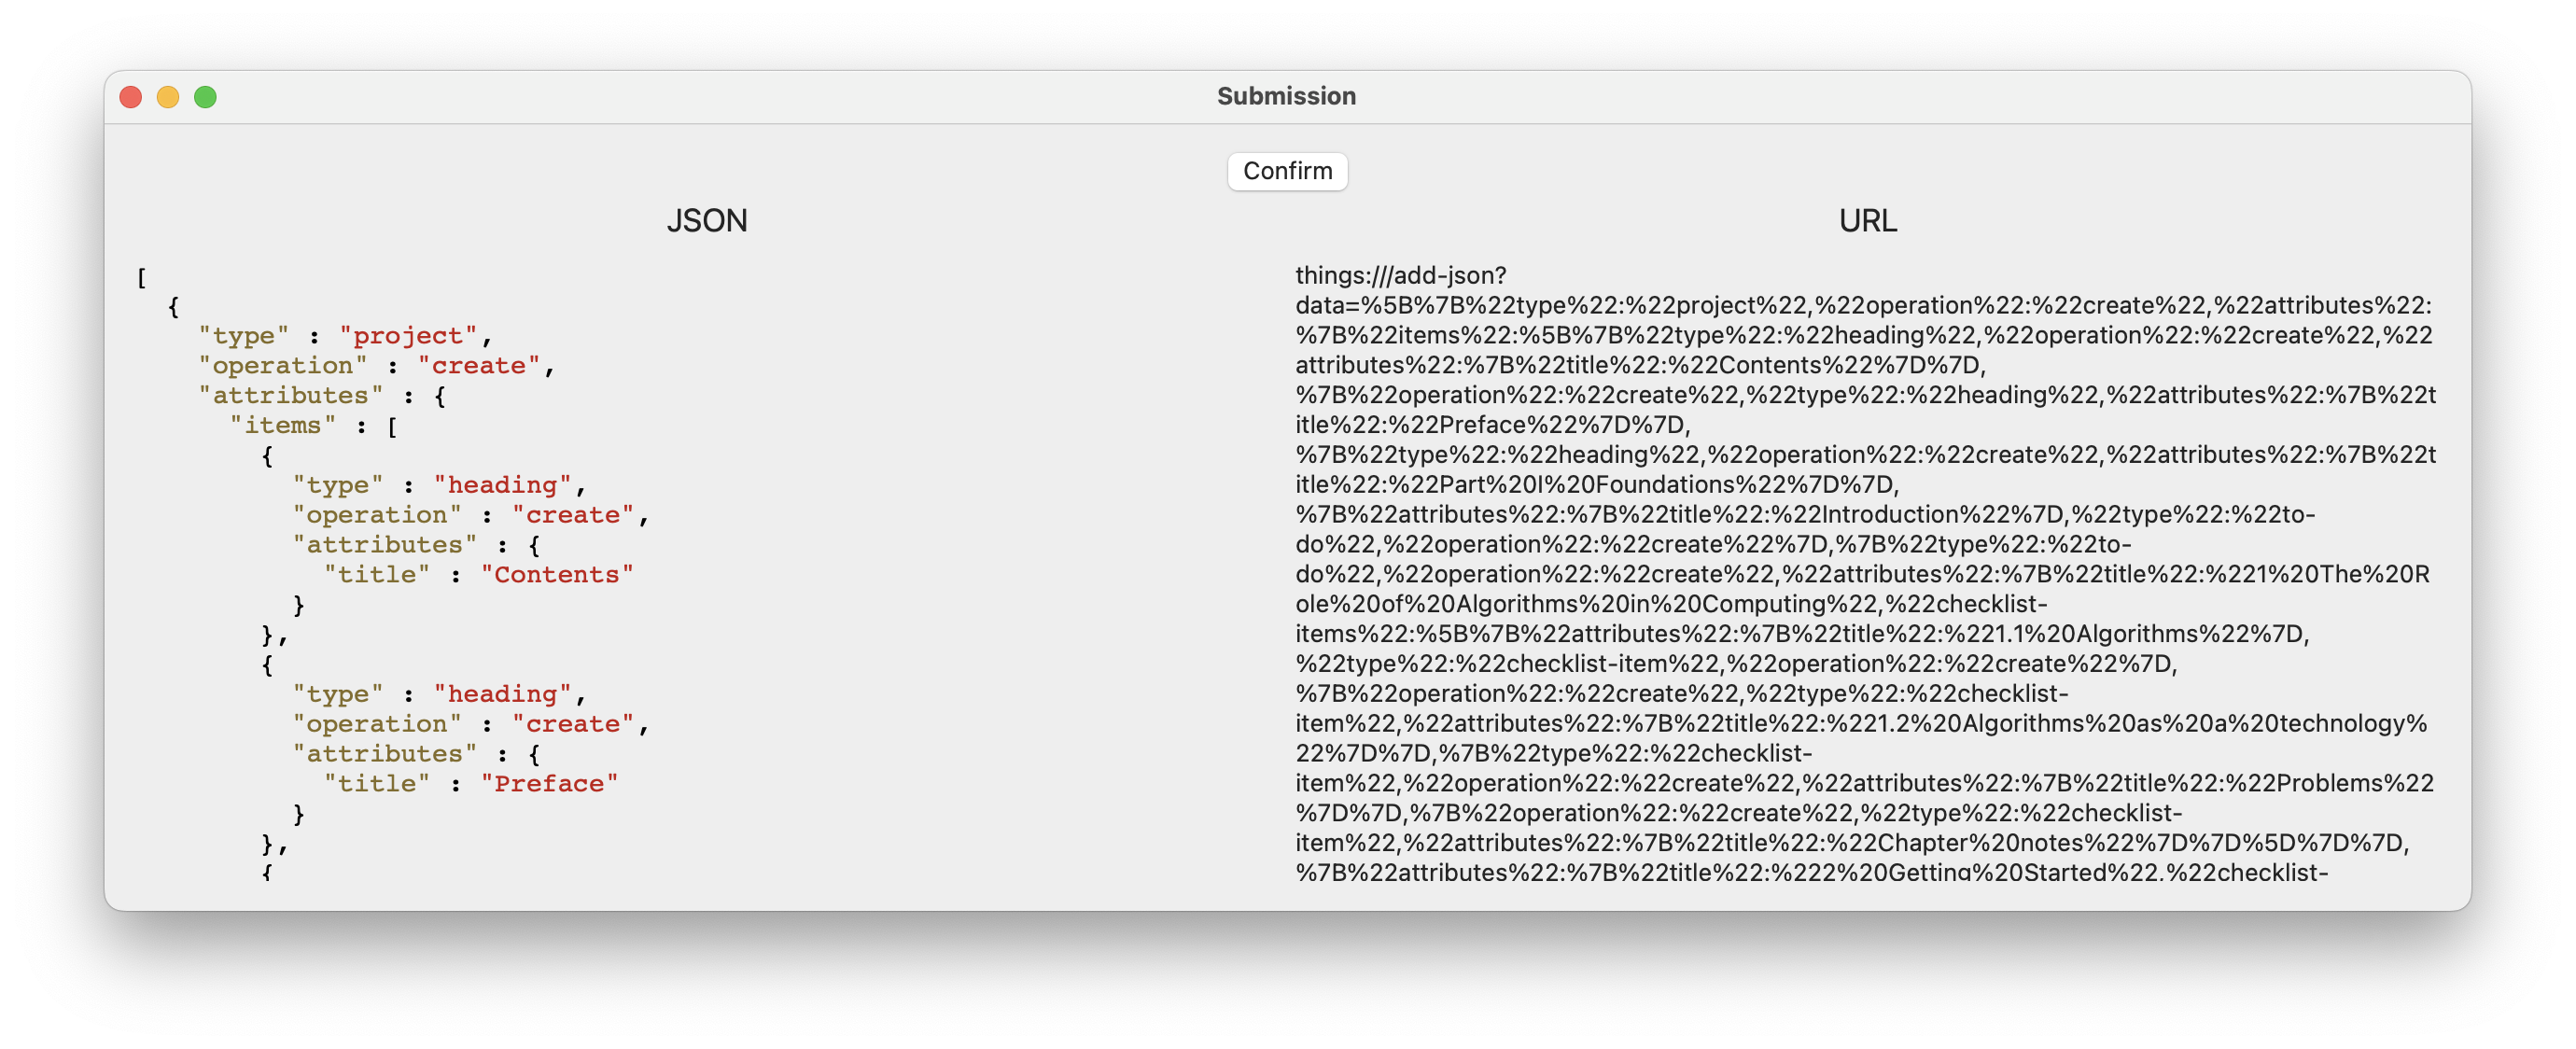 Submission
Confirm
JSON
[
{
"type" : "project",
"operation" : "create",
"attributes" : {
"items" : [
{
"type" : "heading",
"operation" : "create",
"attributes" : {
"title" : "Contents"
}
},
{
"type" : "heading",
"operation" : "create",
"attributes" : {
"title" : "Preface"
}
},
{
URL
things:///add-json?
data=%5B%7B%22type%22:%22project%22,%22operation%22:%22create%22,%22attributes%22:
%7B%22items%22:%5B%7B%22type%22:%22heading%22,%22operation%22:%22create%22,%22
attributes%22:%7B%22title%22:%22Contents%22%7D%7D,
%7B%22operation%22:%22create%22,%22type%22:%22heading%22,%22attributes%22:%7B%22t
itle%22:%22Preface%22%7D%7D,
%7B%22type%22:%22heading%22,%22operation%22:%22create%22,%22attributes%22:%7B%22t
itle%22:%22Part%20I%20Foundations%22%7D%7D,
%7B%22attributes%22:%7B%22title%22:%22Introduction%22%7D,%22type%22:%22to-
do%22,%22operation%22:%22create%22%7D,%7B%22type%22:%22to-
do%22,%22operation%22:%22create%22,%22attributes%22:%7B%22title%22:%221%20The%20R
ole%20of%20Algorithms%20in%20Computing%22,%22checklist-
items%22:%5B%7B%22attributes%22:%7B%22title%22:%221.1%20Algorithms%22%7D,
%22type%22:%22checklist-item%22,%22operation%22:%22create%22%7D,
%7B%22operation%22:%22create%22,%22type%22:%22checklist-
item%22,%22attributes%22:%7B%22title%22:%221.2%20Algorithms%20as%20a%20technology%
22%7D%7D,%7B%22type%22:%22checklist-
item%22,%22operation%22:%22create%22,%22attributes%22:%7B%22title%22:%22Problems%22
%7D%7D,%7B%22operation%22:%22create%22,%22type%22:%22checklist-
item%22,%22attributes%22:%7B%22title%22:%22Chapter%20notes%22%7D%7D%5D%7D%7D,
%7B%22attributes%22:%7B%22title%22:%222%20Getting%20Started%22,%22checklist-